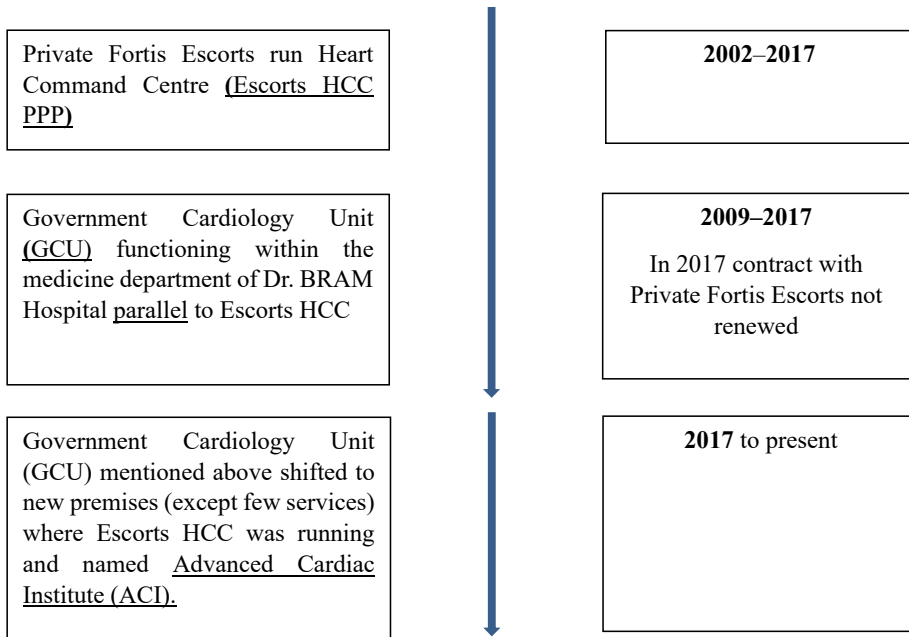 Private Fortis Escorts run Heart
Command Centre (Escorts HCC
PPP)
2002–2017
Government Cardiology Unit
(GCU) functioning within the
medicine department of Dr. BRAM
Hospital parallel to Escorts HCC
2009–2017
In 2017 contract with
Private Fortis Escorts not
renewed
Government Cardiology Unit
(GCU) mentioned above shifted to
new premises (except few services)
where Escorts HCC was running
and named Advanced Cardiac
Institute (ACI).
2017 to present